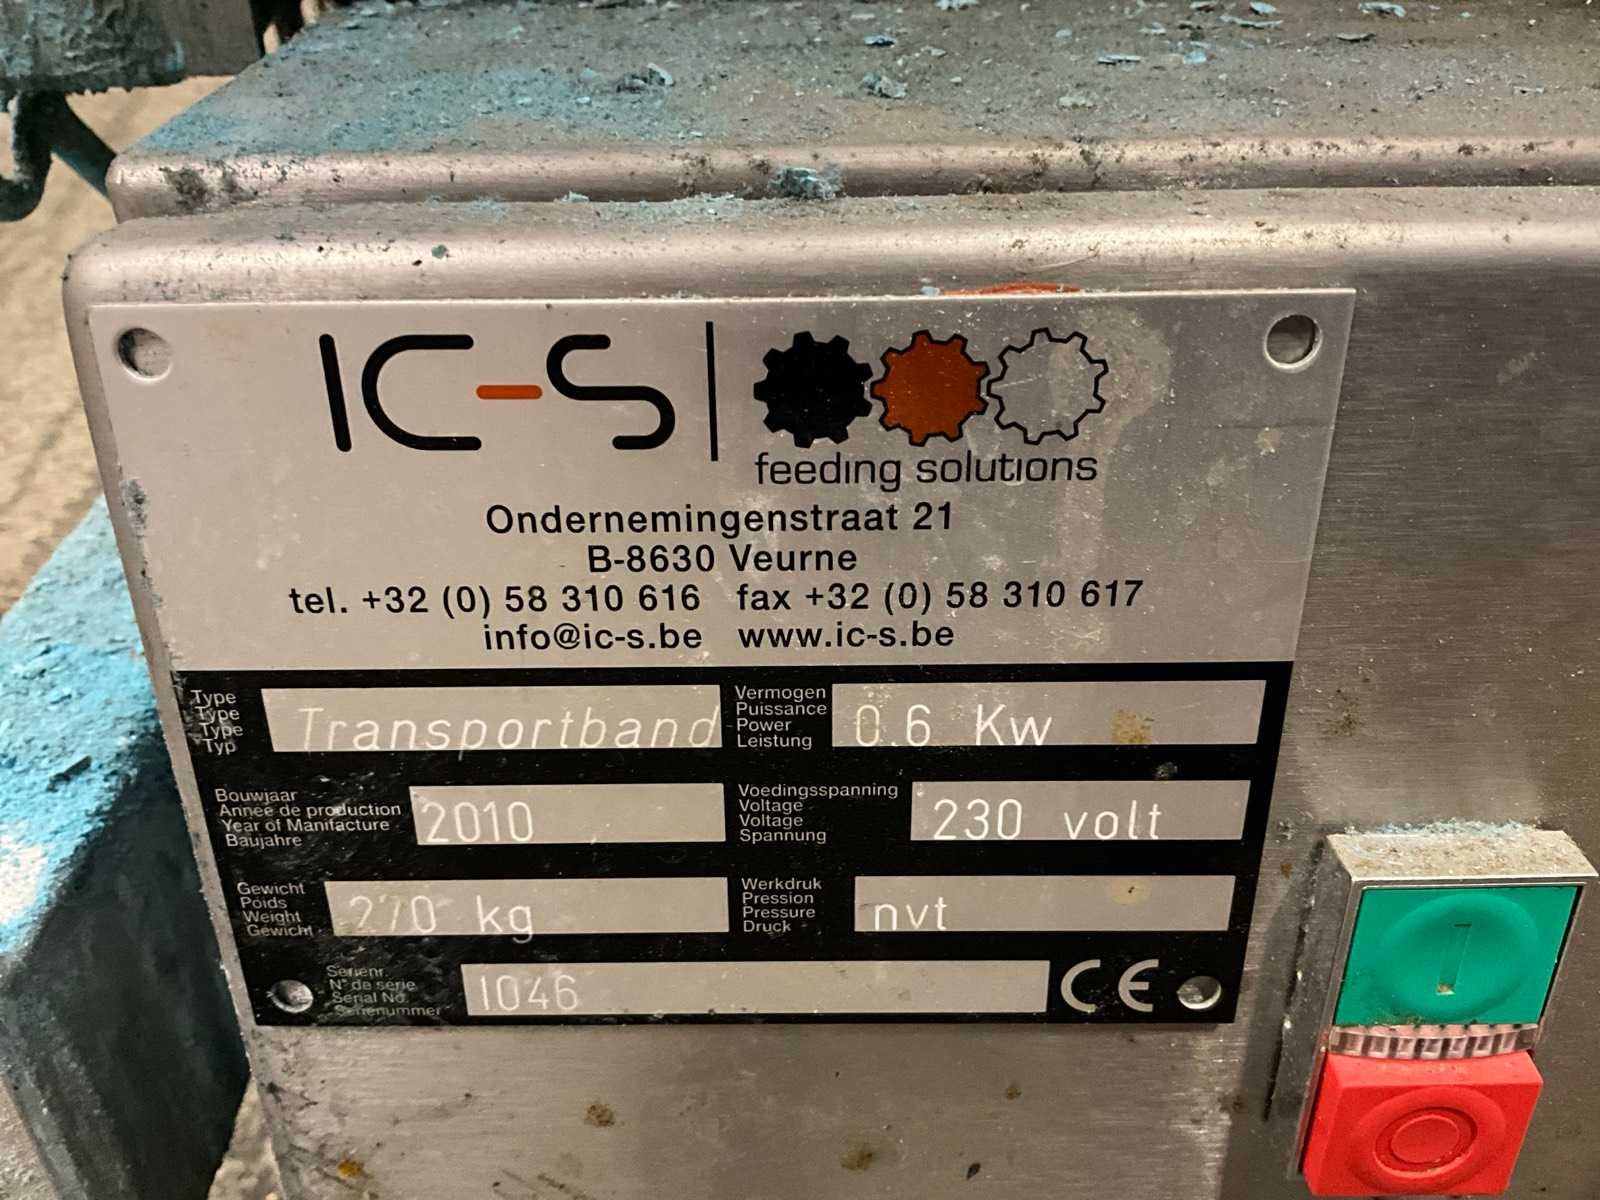 IC-S
feeding solutions
Ondernemingenstraat 21
B-8630 Veurne
tel. +32 (0) 58 310 616 fax +32 (0) 58 310 617
info@ic-s.be www.ic-s.be
Type
Type
Type
Typ
Transportband
Vermogen
Puissance
Power
Leistung
0.6 Kw
Bouwjaar
Année de production
Year of Manifacture
Baujahre
2010
Voedingsspanning
Voltage
Voltage
Spannung
230 volt
Gewicht
Poids
Weight
Gewicht
270 kg
Werkdruk
Pression
Pressure
Druck
nvt
Serienr.
N° de série
Serial No.
Serienummer
1046
CE